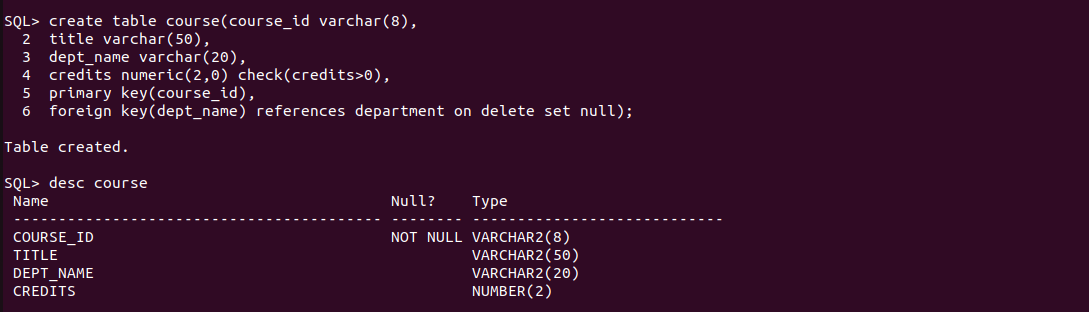 SQL> create table course(course_id varchar(8),
  2  title varchar(50),
  3  dept_name varchar(20),
  4  credits numeric(2,0) check(credits>0),
  5  primary key(course_id),
  6  foreign key(dept_name) references department on delete set null);
Table created.
SQL> desc course
 Name                                      Null?    Type
 ----------------------------------------- -------- ----------------------------
 COURSE_ID                                 NOT NULL VARCHAR2(8)
 TITLE                                              VARCHAR2(50)
 DEPT_NAME                                          VARCHAR2(20)
 CREDITS                                            NUMBER(2)